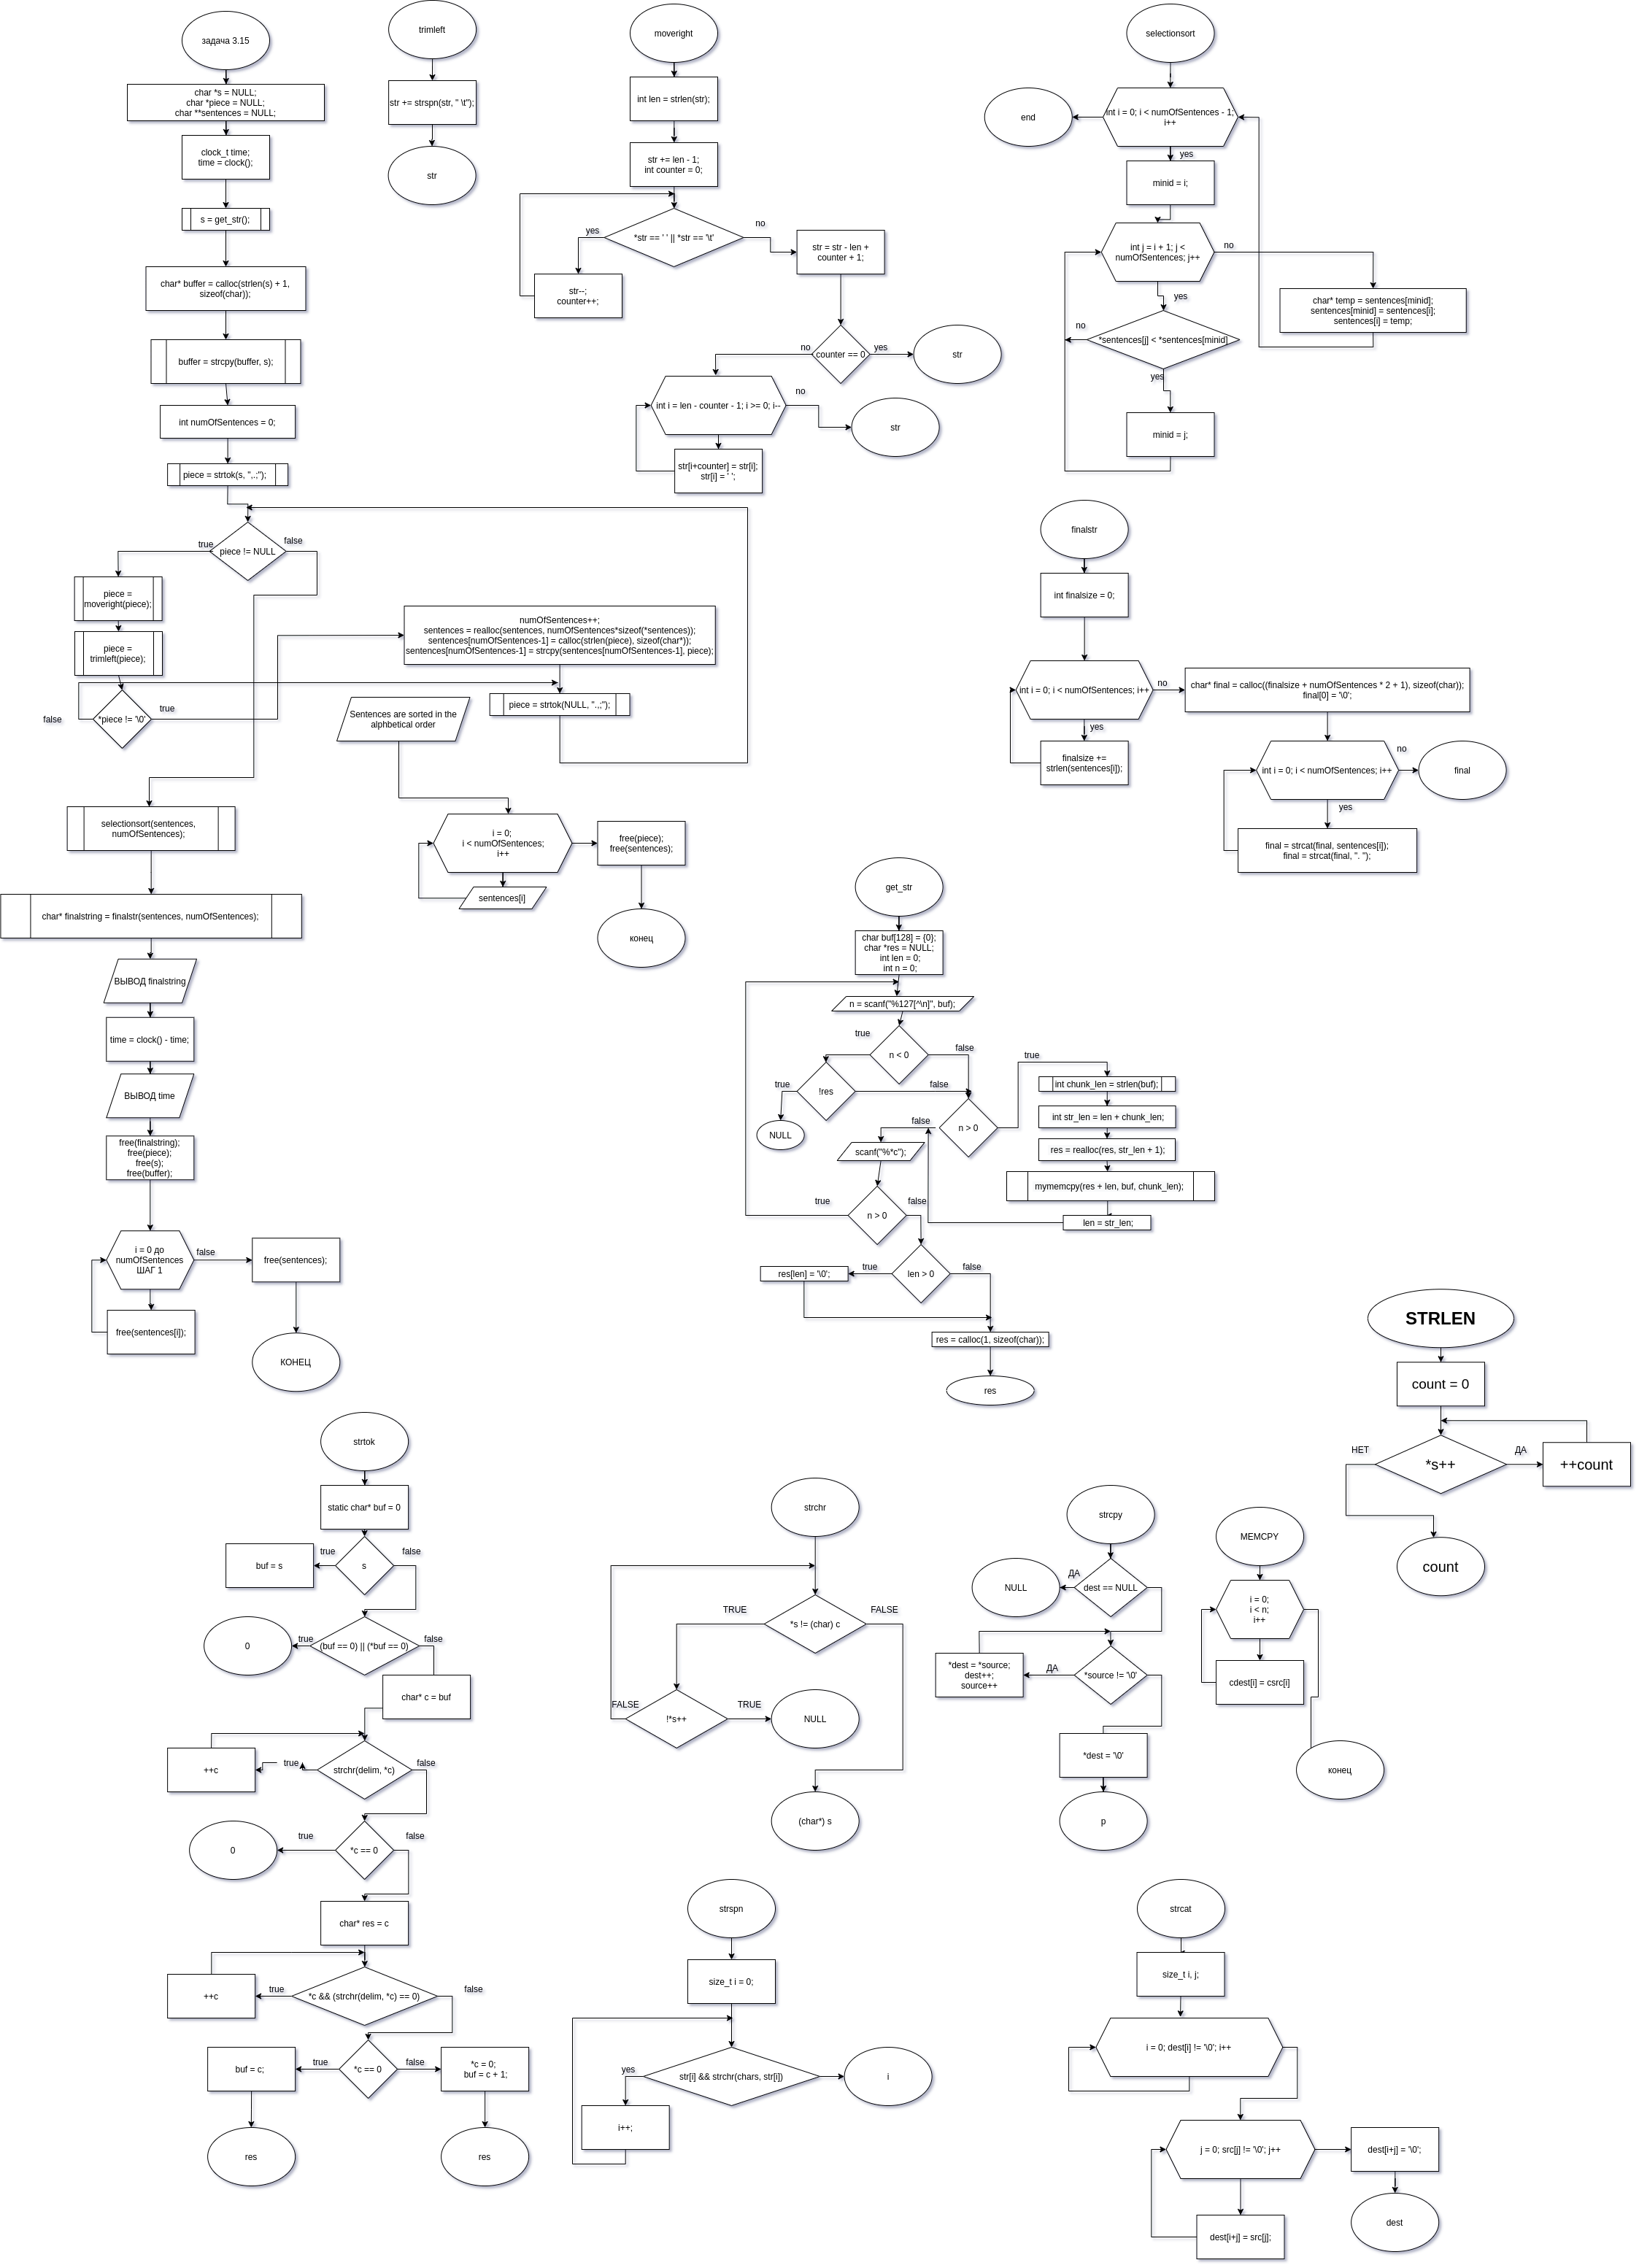 задача 3.15
char *s = NULL;
char *piece = NULL;
char **sentences = NULL;
clock_t time;
time = clock();
s = get_str();
char* buffer = calloc(strlen(s) + 1,
sizeof(char));
buffer = strcpy(buffer, s);
int numOfSentences = 0;
piece = strtok(s, ",.;");
piece != NULL
true
false
piece =
moveright(piece);
piece =
trimleft(piece);
*piece != '\0'
false
true
numOfSentences++;
sentences = realloc(sentences, numOfSentences*sizeof(*sentences));
sentences[numOfSentences-1] = calloc(strlen(piece), sizeof(char*));
sentences[numOfSentences-1] = strcpy(sentences[numOfSentences-1], piece);
piece = strtok(NULL, ".,;");
selectionsort(sentences,
numOfSentences);
char* finalstring = finalstr(sentences, numOfSentences);
ВЫВОД finalstring
time = clock() - time;
ВЫВОД time
free(finalstring);
free(piece);
free(s);
free(buffer);
i = 0 до
numOfSentences
ШАГ 1
false
free(sentences);
free(sentences[i]);
КОНЕЦ
Sentences are sorted in the
alphbetical order
i = 0;
i < numOfSentences;
i++
sentences[i]
free(piece);
free(sentences);
конец
trimleft
str += strspn(str, " \t");
str
moveright
int len = strlen(str);
str += len - 1;
int counter = 0;
*str == ' ' || *str == '\t'
yes
no
str--;
counter++;
str = str - len +
counter + 1;
counter == 0
no
yes
str
int i = len - counter - 1; i >= 0; i--
no
str
str[i+counter] = str[i];
str[i] = ' ';
selectionsort
int i = 0; i < numOfSentences - 1;
i++
end
yes
minid = i;
int j = i + 1; j <
numOfSentences; j++
no
yes
char* temp = sentences[minid];
sentences[minid] = sentences[i];
sentences[i] = temp;
*sentences[j] < *sentences[minid]
no
yes
minid = j;
finalstr
int finalsize = 0;
int i = 0; i < numOfSentences; i++
no
yes
finalsize +=
strlen(sentences[i]);
char* final = calloc((finalsize + numOfSentences * 2 + 1), sizeof(char));
final[0] = '\0';
int i = 0; i < numOfSentences; i++
no
final
yes
final = strcat(final, sentences[i]);
final = strcat(final, ". ");
get_str
char buf[128] = {0};
char *res = NULL;
int len = 0;
int n = 0;
n = scanf("%127[^\n]", buf);
true
n < 0
false
true
!res
false
NULL
n > 0
true
false
int chunk_len = strlen(buf);
int str_len = len + chunk_len;
res = realloc(res, str_len + 1);
mymemcpy(res + len, buf, chunk_len);
len = str_len;
scanf("%*c");
true
n > 0
false
len > 0
true
false
res[len] = '\0';
res = calloc(1, sizeof(char));
res
STRLEN
count = 0
НЕТ
*s++
ДА
++count
count
strtok
static char* buf = 0
s
true
false
buf = s
(buf == 0) || (*buf == 0)
true
false
0
char* c = buf
strchr(delim, *c)
true
false
++c
*c == 0
true
false
0
char* res = c
*c && (strchr(delim, *c) == 0)
true
false
++c
*c == 0
true
false
buf = c;
*c = 0;
buf = c + 1;
res
res
strchr
*s != (char) c
TRUE
FALSE
!*s++
FALSE
TRUE
NULL
(char*) s
strcpy
dest == NULL
ДА
NULL
*source != '\0'
ДА
*dest = *source;
dest++;
source++
*dest = '\0'
p
MEMCPY
i = 0;
i < n;
i++
cdest[i] = csrc[i]
конец
strspn
size_t i = 0;
str[i] && strchr(chars, str[i])
yes
i
i++;
strcat
size_t i, j;
i = 0; dest[i] != '\0'; i++
j = 0; src[j] != '\0'; j++
dest[i+j] = '\0';
dest[i+j] = src[j];
dest